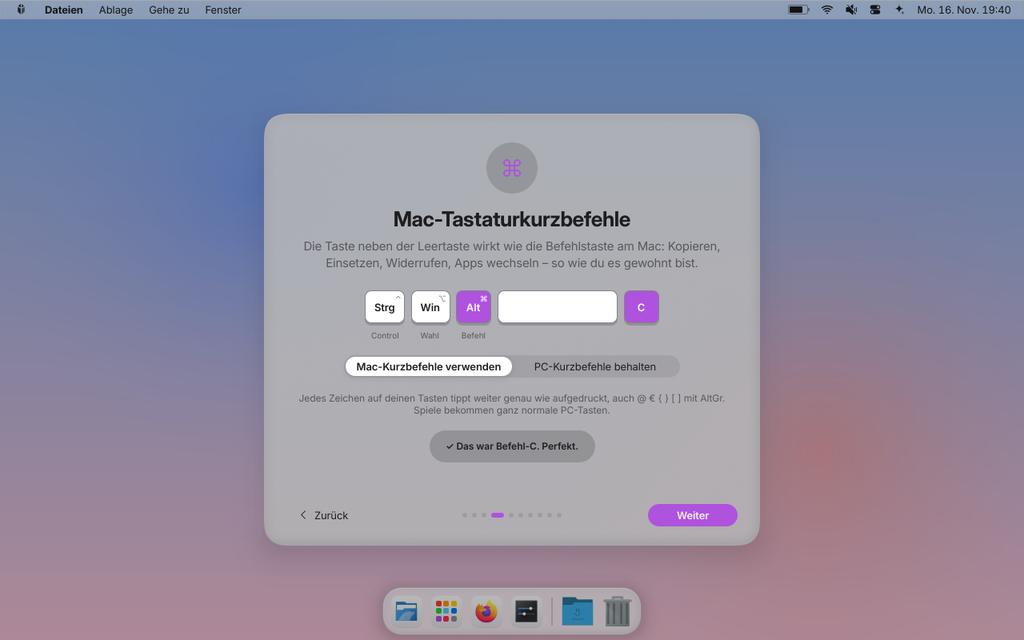 Dateien Ablage Gehe zu Fenster Mo. 16. Nov. 19:40
⌘
Mac-Tastaturkurzbefehle
Die Taste neben der Leertaste wirkt wie die Befehlstaste am Mac: Kopieren,
Einsetzen, Widerrufen, Apps wechseln – so wie du es gewohnt bist.
Strg ^ Win ⌥ Alt ⌘ C
Control Wahl Befehl
Mac-Kurzbefehle verwenden PC-Kurzbefehle behalten
Jedes Zeichen auf deinen Tasten tippt weiter genau wie aufgedruckt, auch @ € { } [ ] mit AltGr.
Spiele bekommen ganz normale PC-Tasten.
✓ Das war Befehl-C. Perfekt.
Zurück Weiter